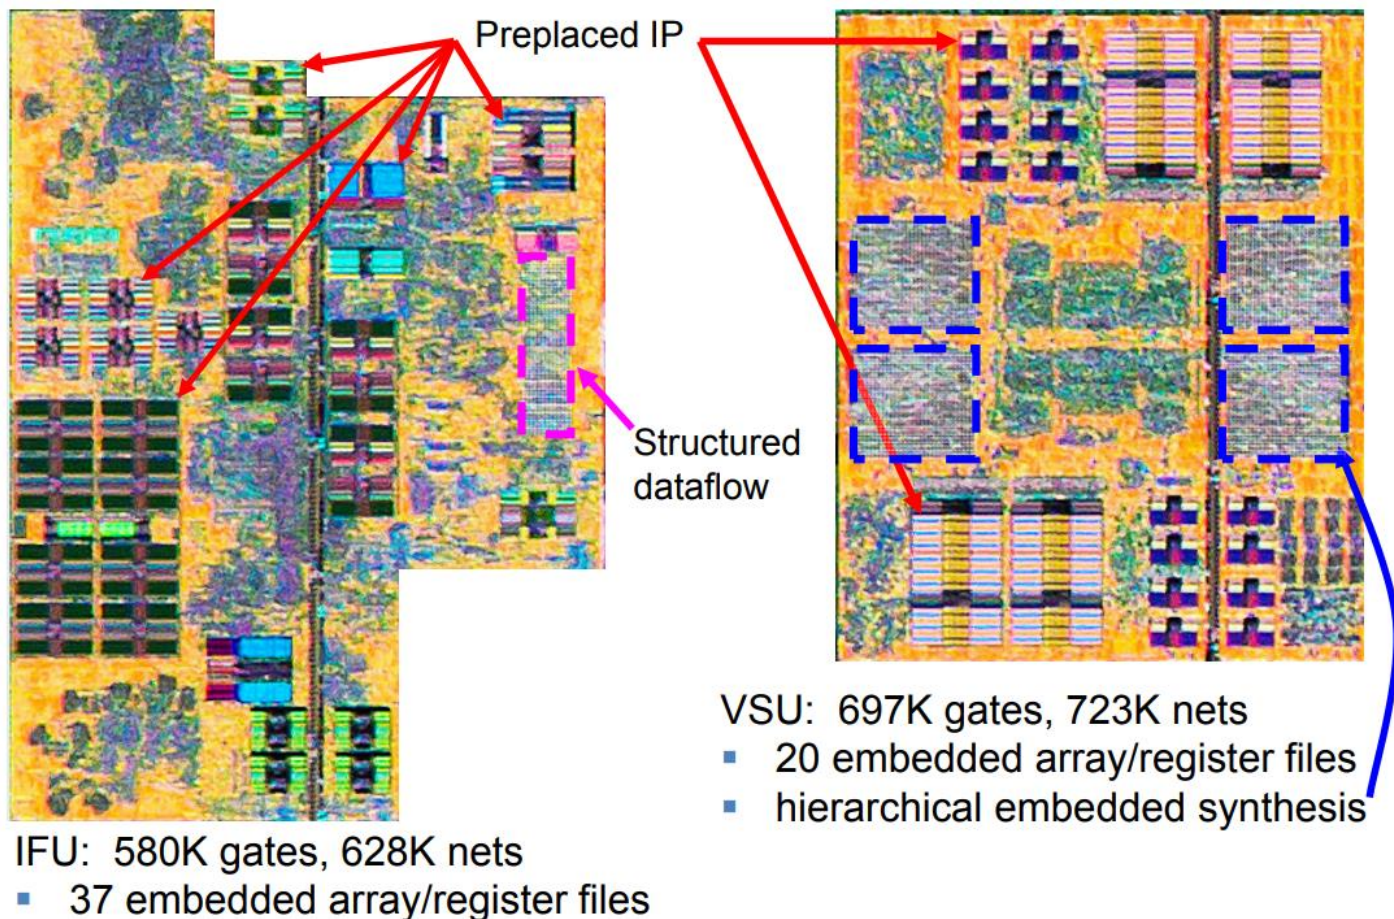 Preplaced IP
Structured
dataflow
VSU: 697K gates, 723K nets
▪ 20 embedded array/register files
▪ hierarchical embedded synthesis
IFU: 580K gates, 628K nets
▪ 37 embedded array/register files